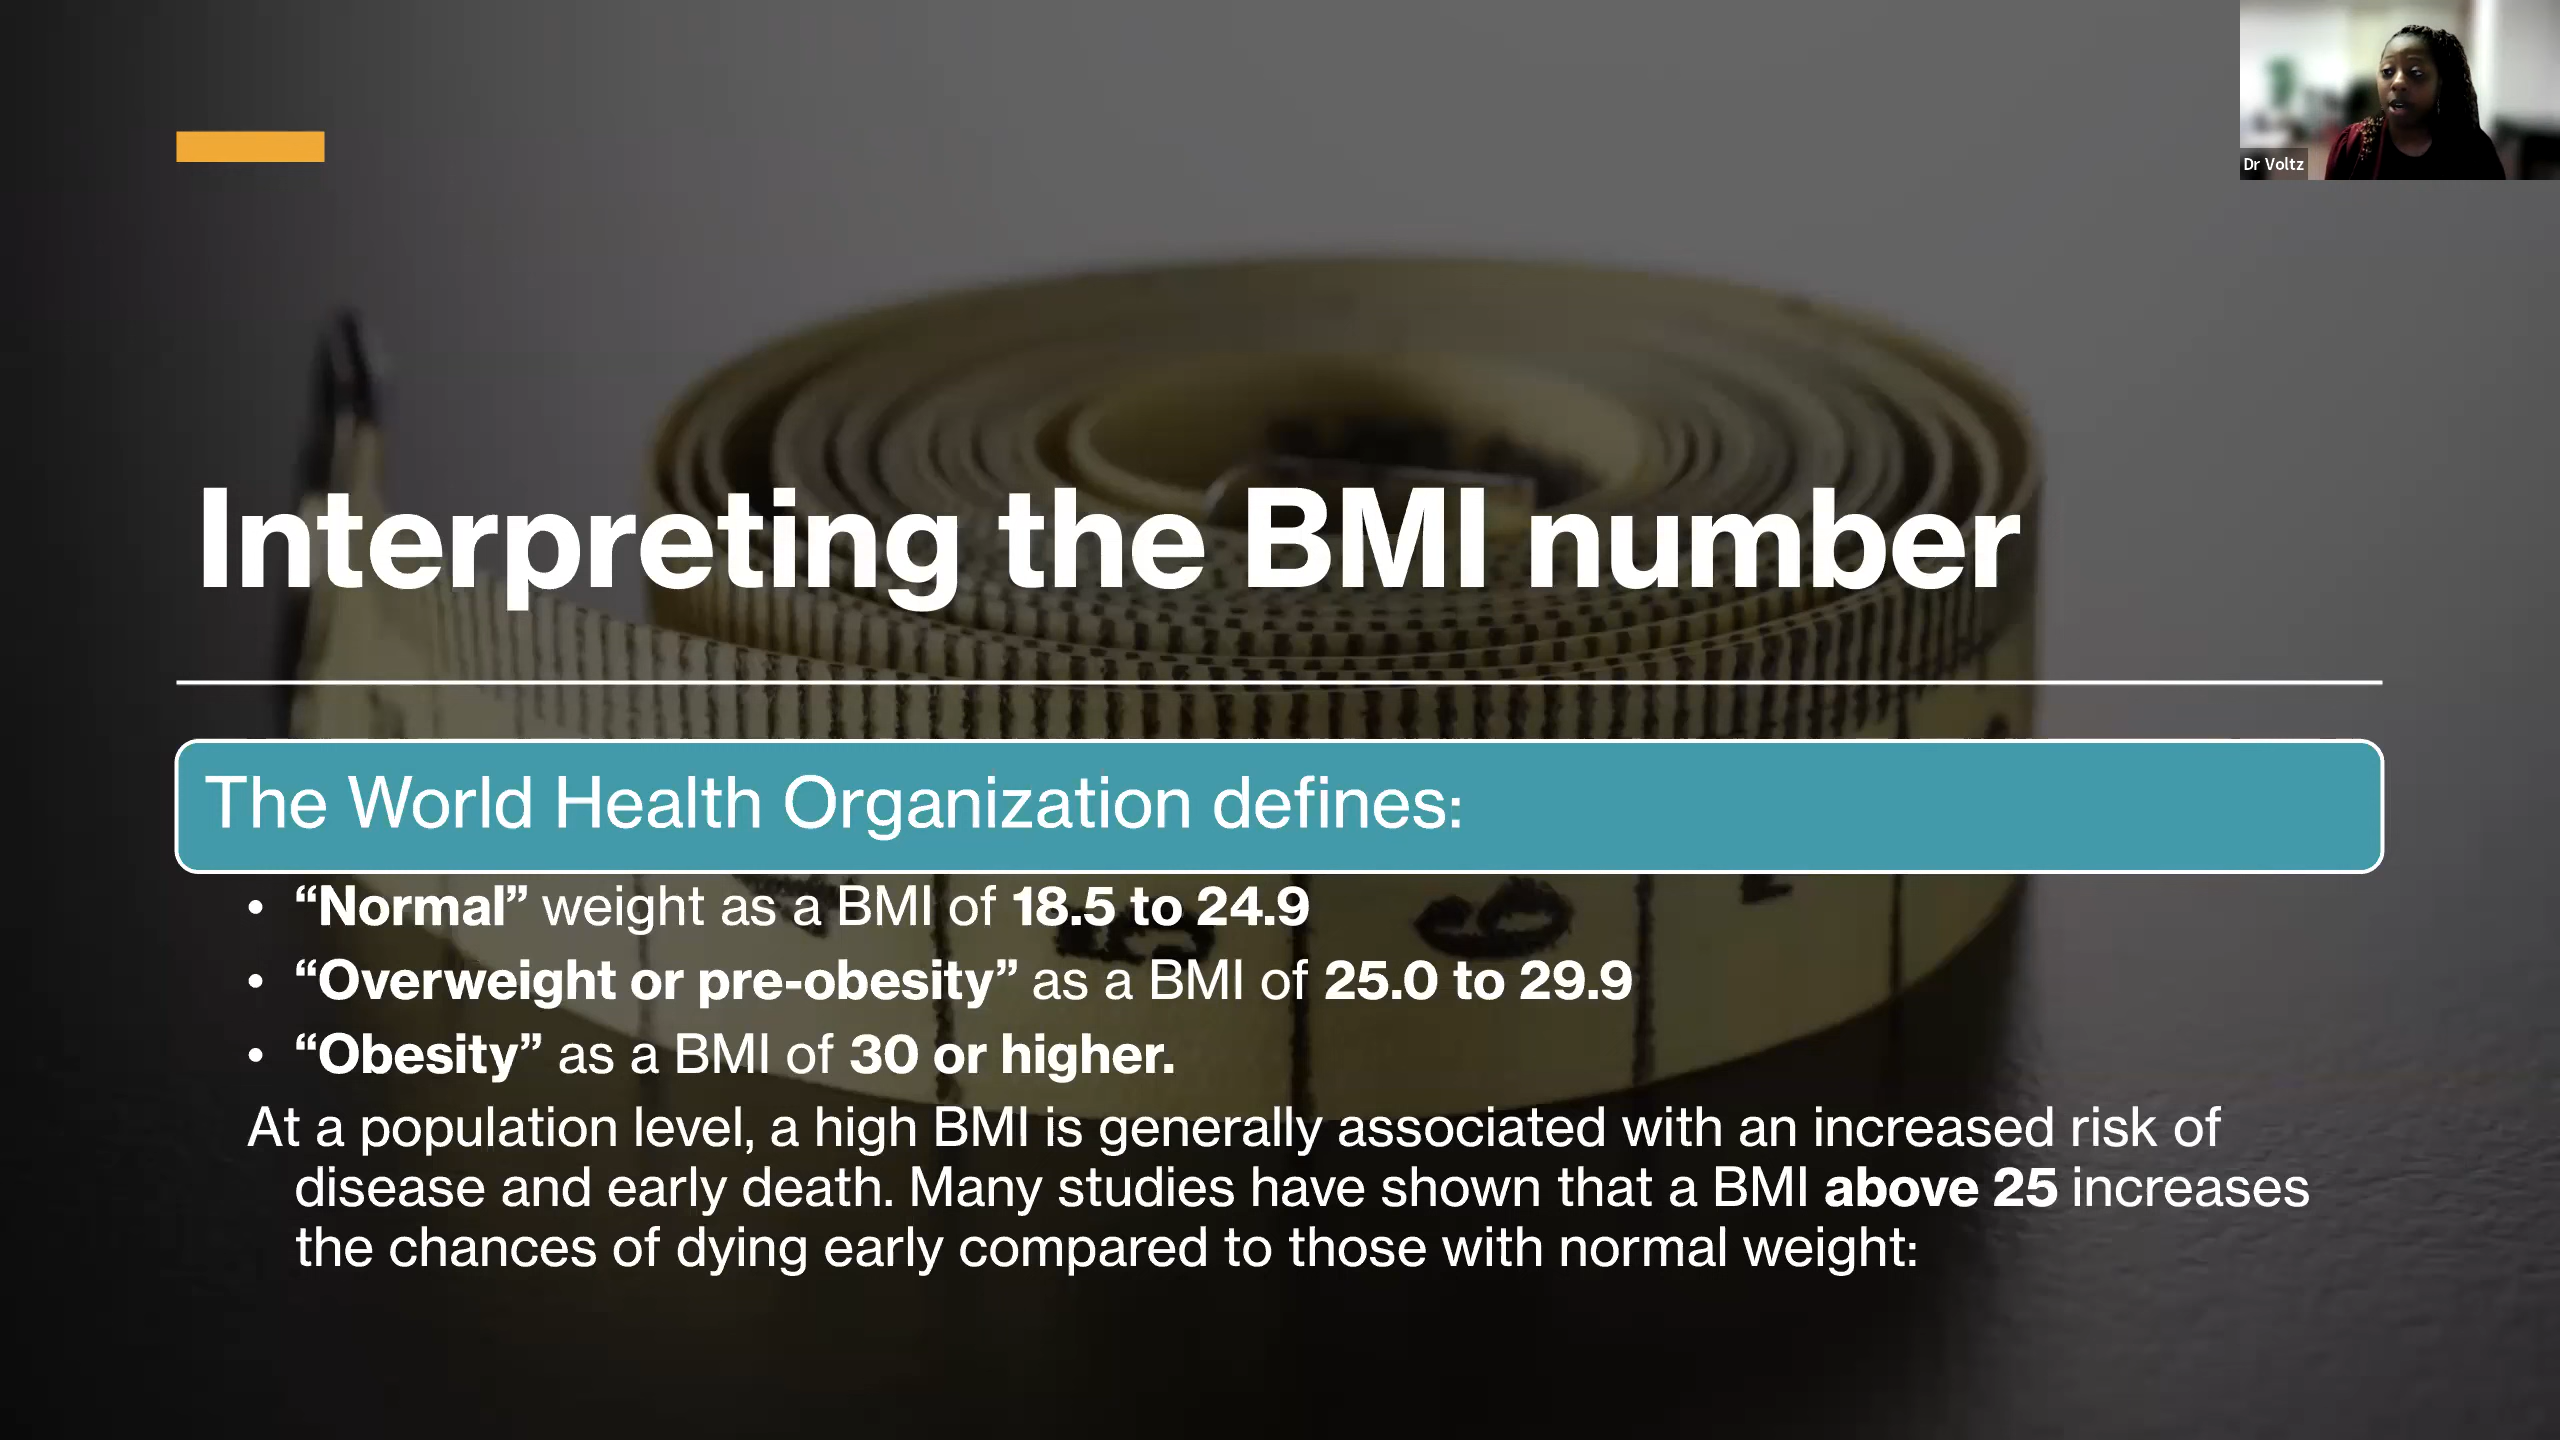 Dr Voltz
Interpreting the BMI number
The World Health Organization defines:
• “Normal” weight as a BMI of 18.5 to 24.9
• “Overweight or pre-obesity” as a BMI of 25.0 to 29.9
• “Obesity” as a BMI of 30 or higher.
At a population level, a high BMI is generally associated with an increased risk of
disease and early death. Many studies have shown that a BMI above 25 increases
the chances of dying early compared to those with normal weight: